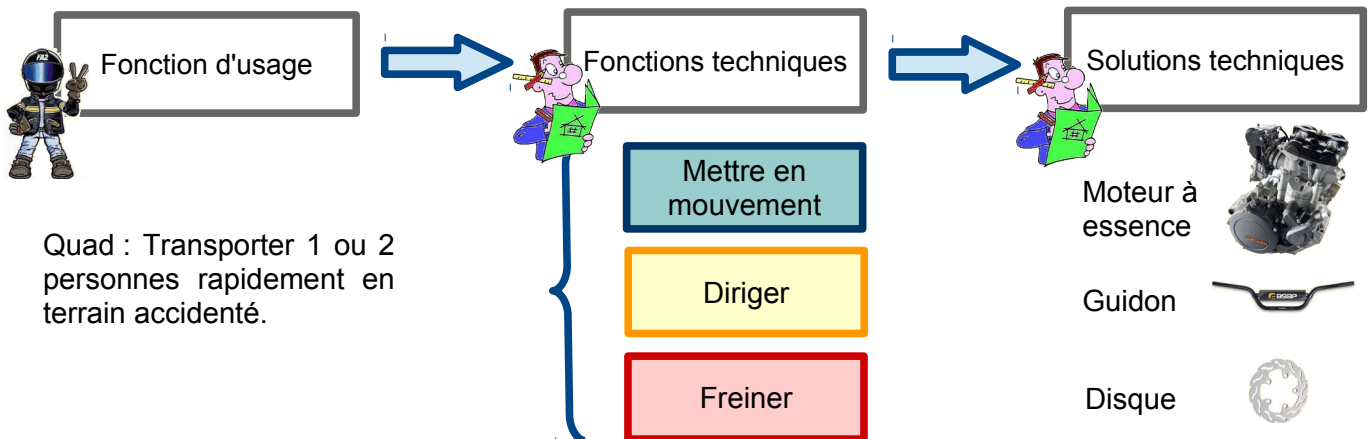 Fonction d'usage
Fonctions techniques
Solutions techniques
Mettre en
mouvement
Moteur à
essence
Quad : Transporter 1 ou 2
personnes rapidement en
terrain accidenté.
Diriger
Guidon
Freiner
Disque